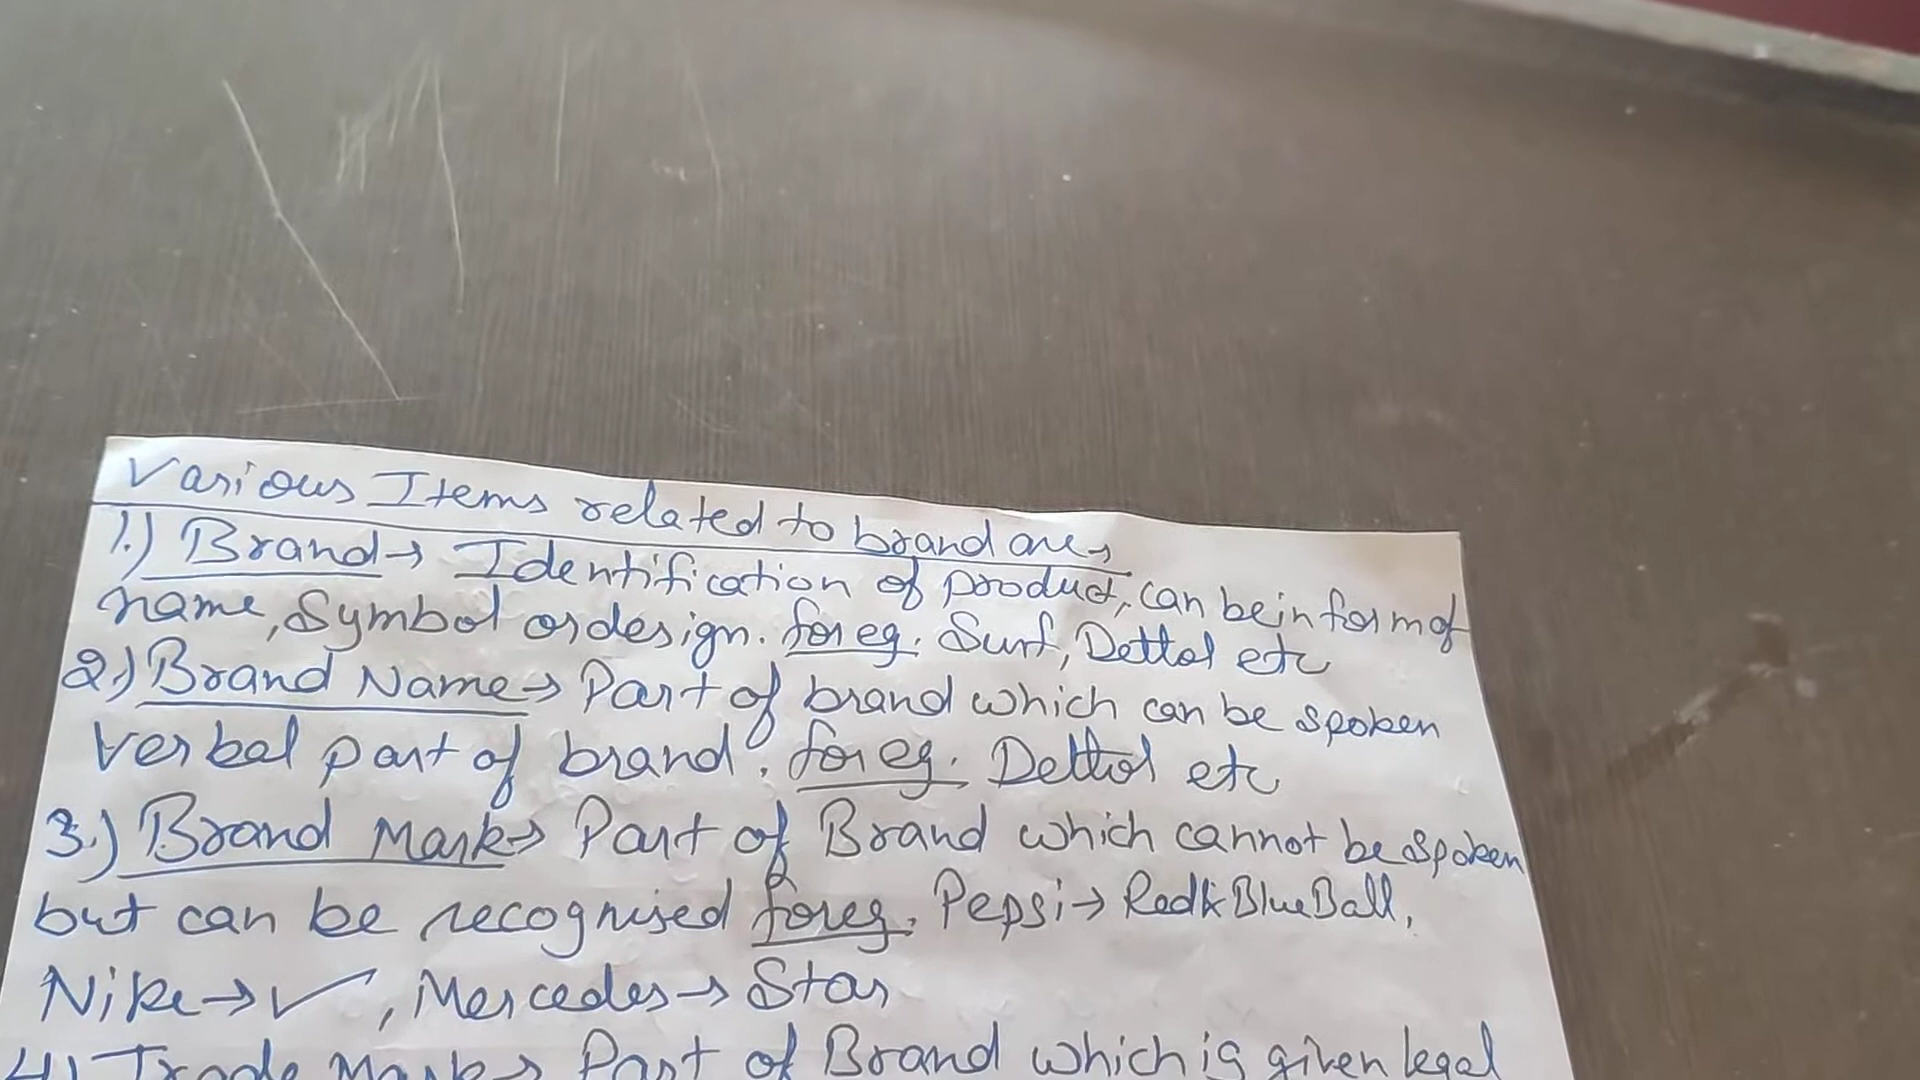 Various Items related to brand are→
1.) Brand→ Identification of product, can be in form of
name, Symbol or design. for eg. Surf, Dettol etc
2.) Brand Name→ Part of brand which can be spoken
Verbal part of brand. for eg. Dettol etc
3.) Brand Mark→ Part of Brand which cannot be spoken
but can be recognised for eg. Pepsi→ Red & Blue Ball,
Nike→ ✓, Mercedes→ Star
4.) Trade Mark→ Part of Brand which is given legal